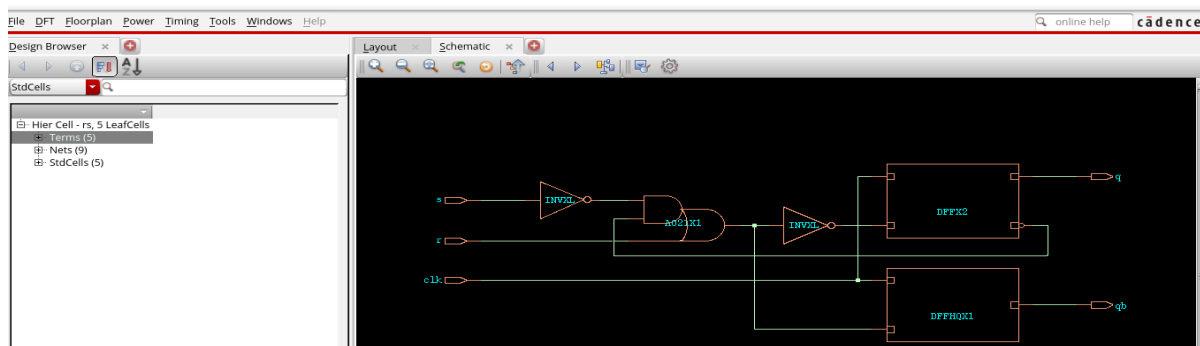 File DFT Floorplan Power Timing Tools Windows Help
online help cādence
Design Browser
Layout Schematic
StdCells
Hier Cell - rs, 5 LeafCells
Terms (5)
Nets (9)
StdCells (5)
s
INVXL
r
AO21X1
INVXL
DFFX2
q
clk
DFFHQX1
qb